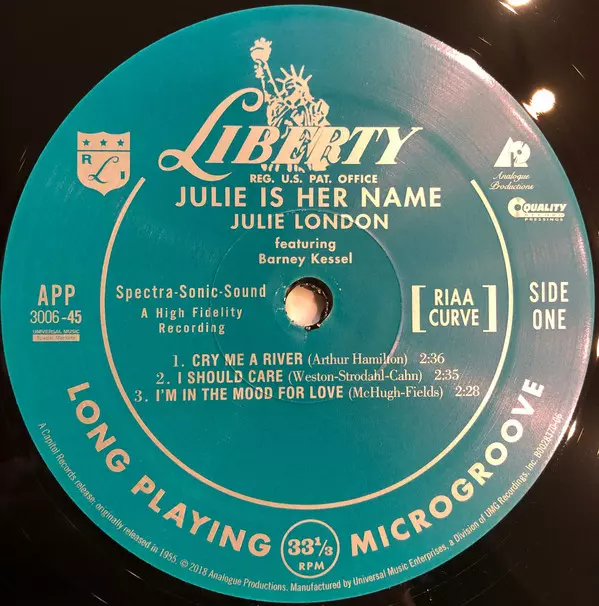 LIBERTY
REG. U.S. PAT. OFFICE
R L I
Analogue
Productions
QUALITY
RECORD
PRESSINGS
JULIE IS HER NAME
JULIE LONDON
featuring
Barney Kessel
APP
3006-45
UNIVERSAL MUSIC
Spectra-Sonic-Sound
A High Fidelity
Recording
[RIAA
CURVE]
SIDE
ONE
1. CRY ME A RIVER (Arthur Hamilton) 2:36
2. I SHOULD CARE (Weston-Strodahl-Cahn) 2:35
3. I'M IN THE MOOD FOR LOVE (McHugh-Fields) 2:28
LONG PLAYING MICROGROOVE
33 1/3
RPM
A Capitol Records release, originally released in 1955. © 2018 Analogue Productions. Manufactured by Universal Music Enterprises, a Division of UMG Recordings, Inc.